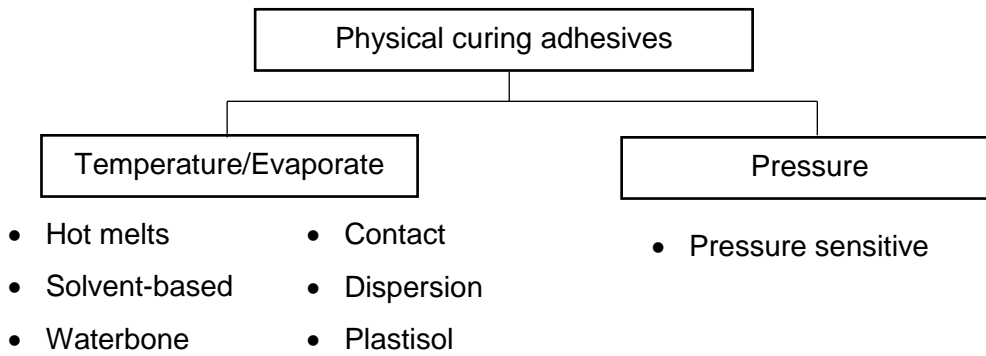 Physical curing adhesives
Temperature/Evaporate
Pressure
• Hot melts
• Solvent-based
• Waterbone
• Contact
• Dispersion
• Plastisol
• Pressure sensitive